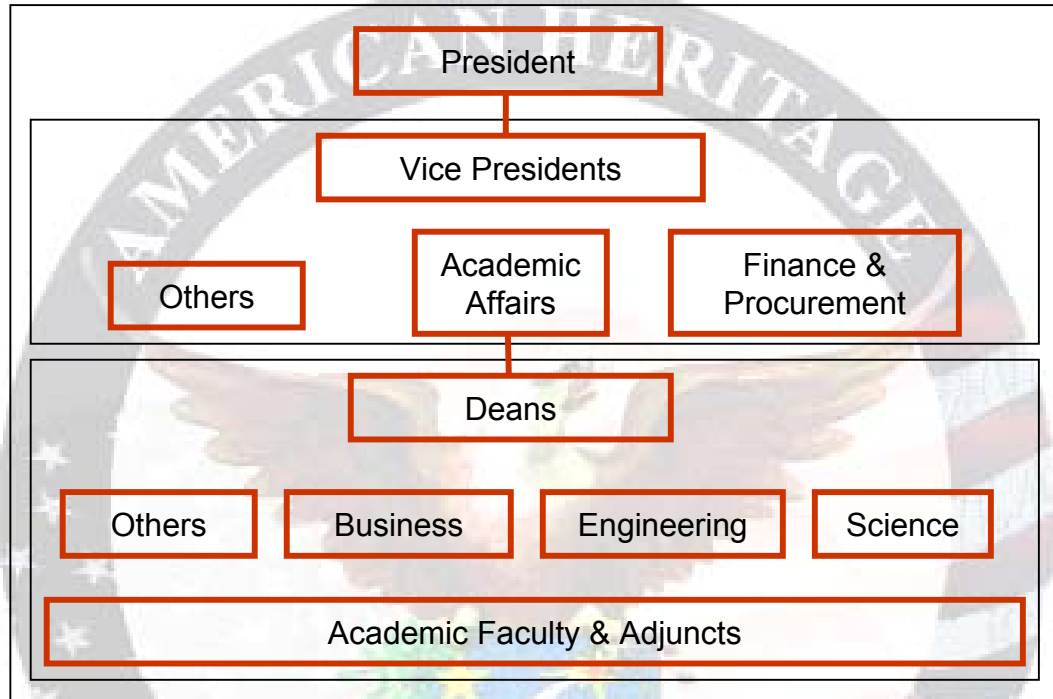 AMERICAN HERITAGE
President
Vice Presidents
Others
Academic
Affairs
Finance &
Procurement
Deans
Others
Business
Engineering
Science
Academic Faculty & Adjuncts